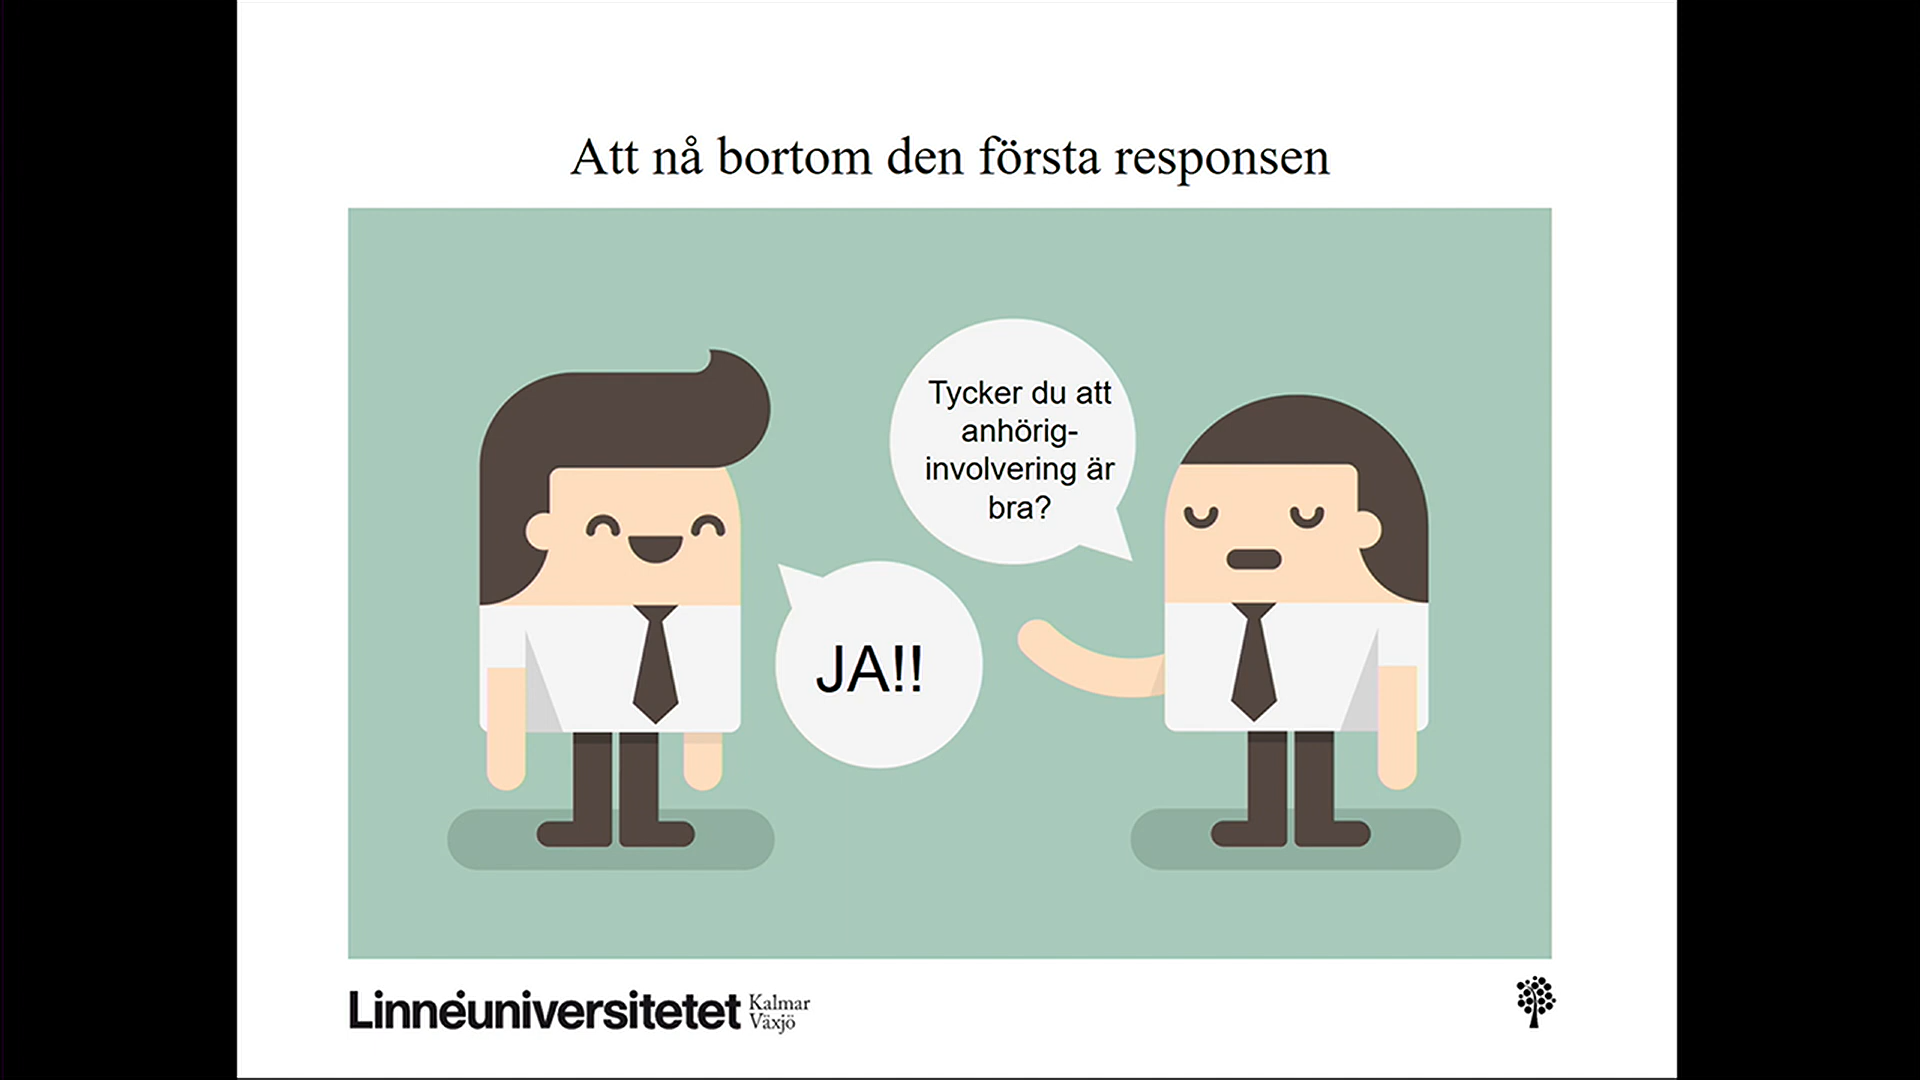 Att nå bortom den första responsen
Tycker du att
anhörig-
involvering är
bra?
JA!!
Linnéuniversitetet
Kalmar
Växjö